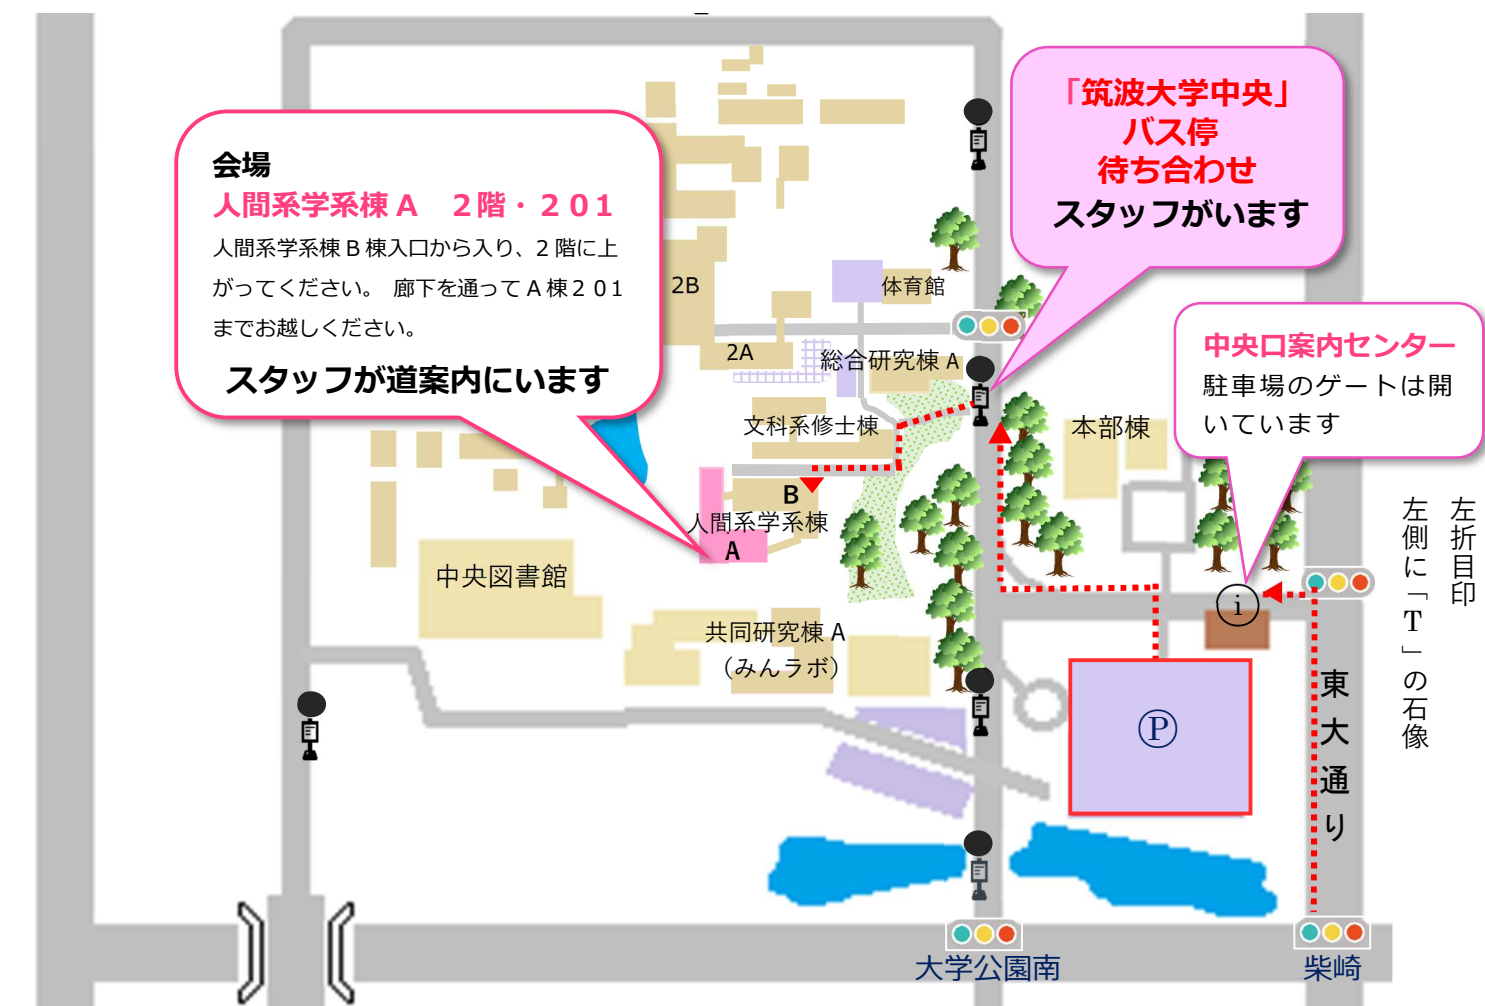 「筑波大学中央」
バス停
待ち合わせ
スタッフがいます
会場
人間系学系棟 A　２階・２０１
人間系学系棟 B 棟入口から入り、２階に上
がってください。 廊下を通って A 棟２０１
までお越しください。
スタッフが道案内にいます
2B
体育館
2A
総合研究棟 A
中央口案内センター
駐車場のゲートは開
いています
文科系修士棟
本部棟
B
人間系学系棟
A
中央図書館
i
左折目印
左側に「T」の石像
共同研究棟 A
（みんラボ）
P
東大通り
大学公園南
柴崎